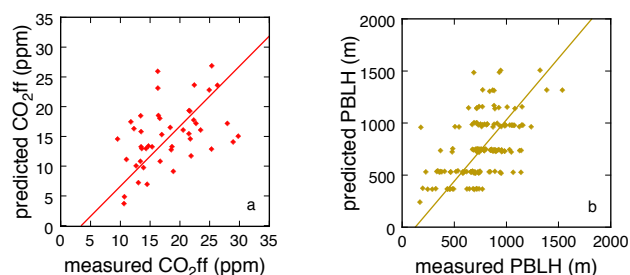 35
30
25
20
15
10
5
0
predicted CO2ff (ppm)
0 5 10 15 20 25 30 35
measured CO2ff (ppm)
a
2000
1500
1000
500
0
predicted PBLH (m)
0 500 1000 1500 2000
measured PBLH (m)
b